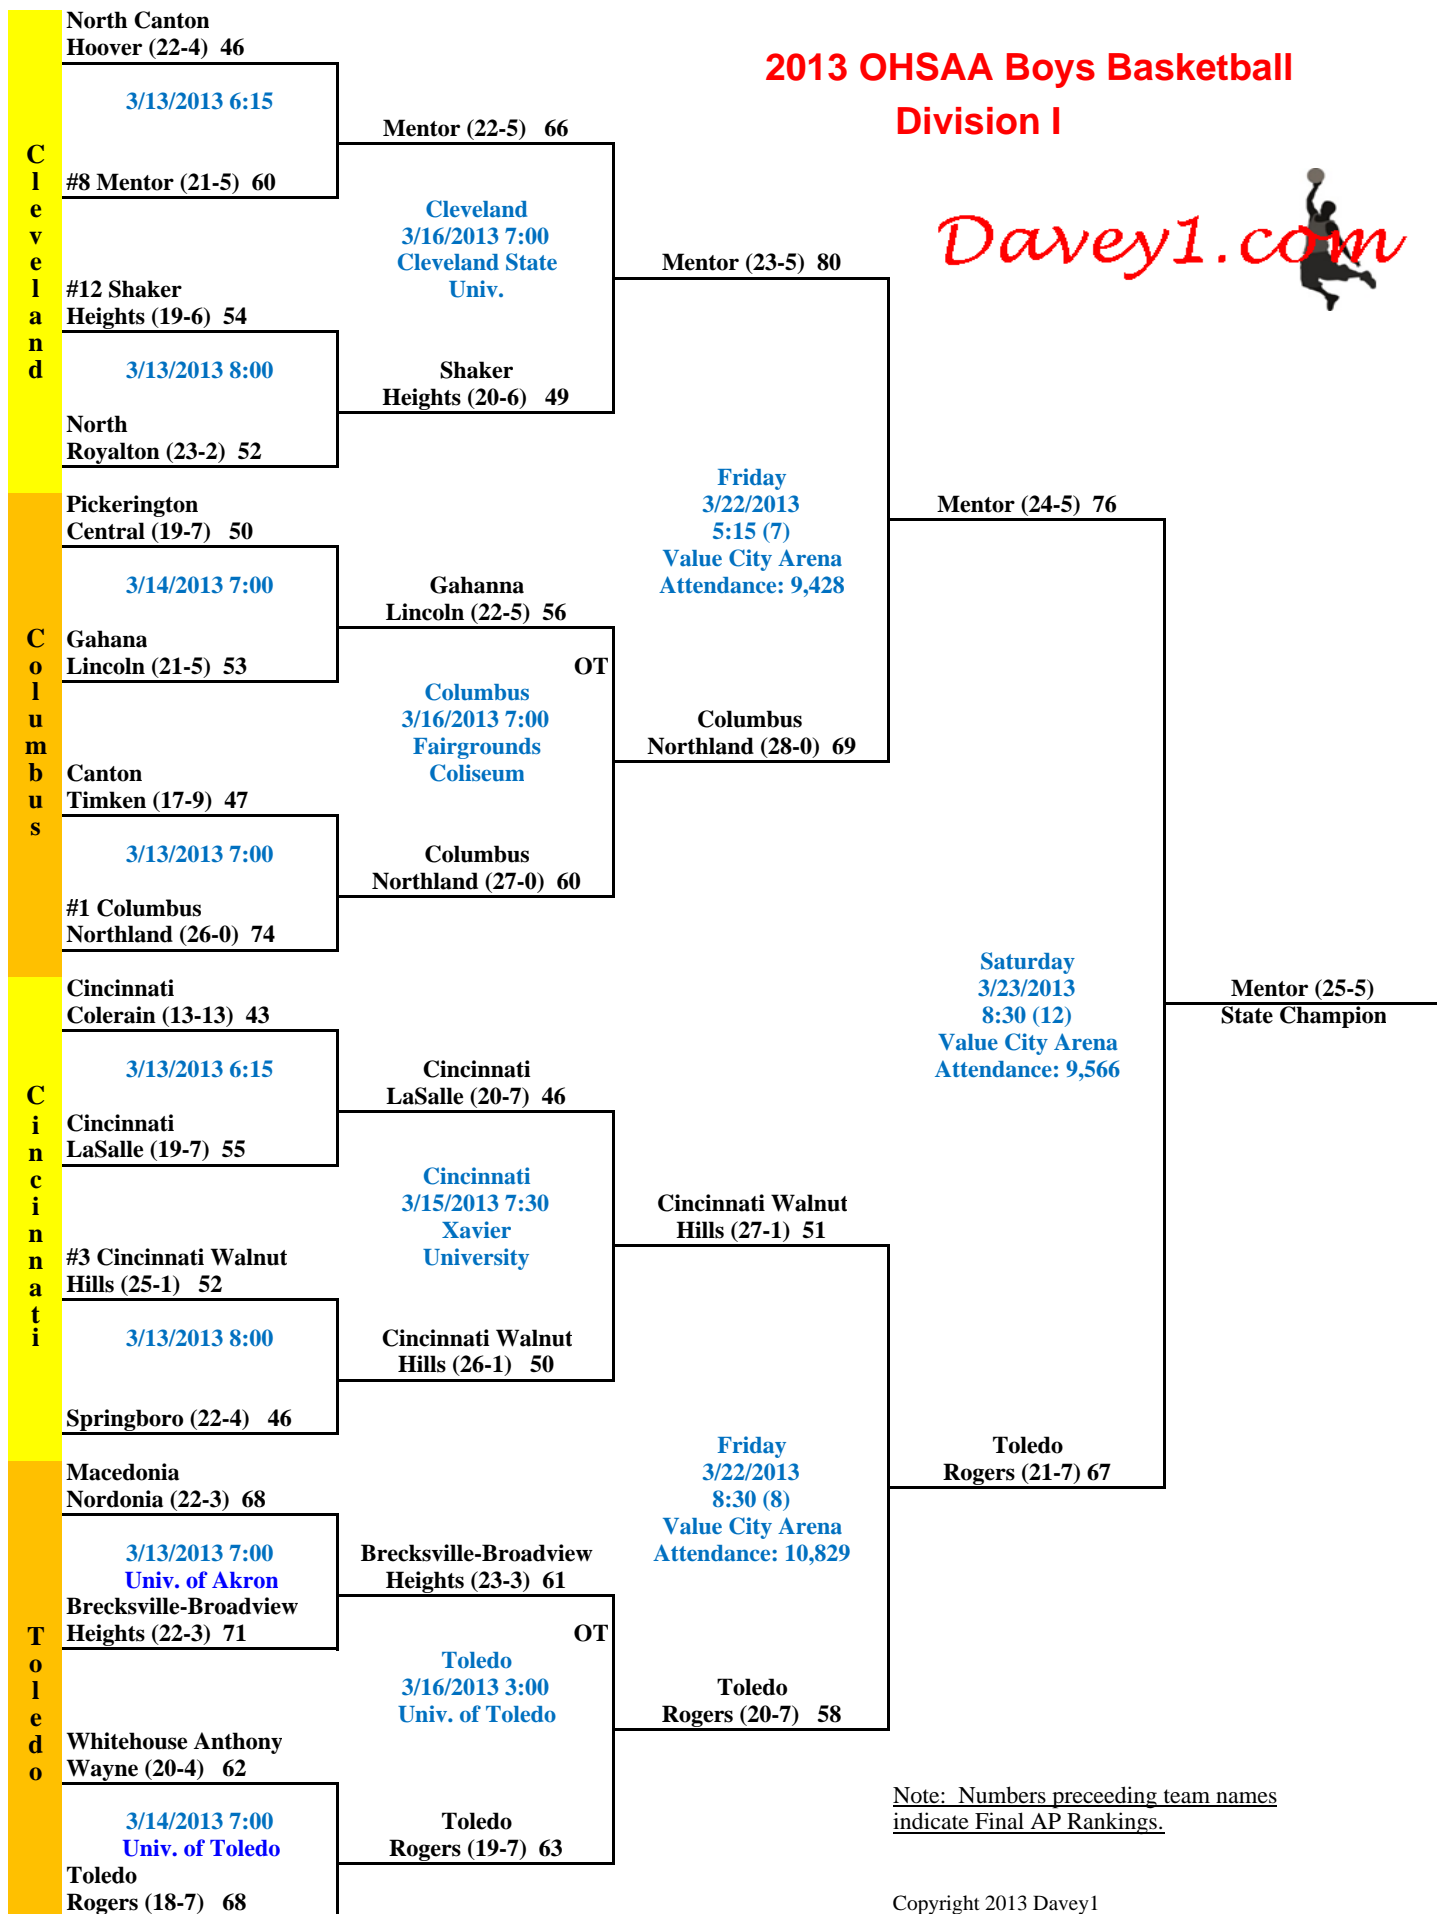 2013 OHSAA Boys Basketball
Division I
Davey1.com
Cleveland
North Canton
Hoover (22-4) 46
3/13/2013 6:15
#8 Mentor (21-5) 60
#12 Shaker
Heights (19-6) 54
3/13/2013 8:00
North
Royalton (23-2) 52
Columbus
Pickerington
Central (19-7) 50
3/14/2013 7:00
Gahana
Lincoln (21-5) 53
Canton
Timken (17-9) 47
3/13/2013 7:00
#1 Columbus
Northland (26-0) 74
Cincinnati
Cincinnati
Colerain (13-13) 43
3/13/2013 6:15
Cincinnati
LaSalle (19-7) 55
#3 Cincinnati Walnut
Hills (25-1) 52
3/13/2013 8:00
Springboro (22-4) 46
Toledo
Macedonia
Nordonia (22-3) 68
3/13/2013 7:00
Univ. of Akron
Brecksville-Broadview
Heights (22-3) 71
Whitehouse Anthony
Wayne (20-4) 62
3/14/2013 7:00
Univ. of Toledo
Toledo
Rogers (18-7) 68
Mentor (22-5) 66
Cleveland
3/16/2013 7:00
Cleveland State
Univ.
Shaker
Heights (20-6) 49
Gahanna
Lincoln (22-5) 56
OT
Columbus
3/16/2013 7:00
Fairgrounds
Coliseum
Columbus
Northland (27-0) 60
Cincinnati
LaSalle (20-7) 46
Cincinnati
3/15/2013 7:30
Xavier
University
Cincinnati Walnut
Hills (26-1) 50
Brecksville-Broadview
Heights (23-3) 61
OT
Toledo
3/16/2013 3:00
Univ. of Toledo
Toledo
Rogers (19-7) 63
Mentor (23-5) 80
Friday
3/22/2013
5:15 (7)
Value City Arena
Attendance: 9,428
Columbus
Northland (28-0) 69
Cincinnati Walnut
Hills (27-1) 51
Friday
3/22/2013
8:30 (8)
Value City Arena
Attendance: 10,829
Toledo
Rogers (20-7) 58
Mentor (24-5) 76
Saturday
3/23/2013
8:30 (12)
Value City Arena
Attendance: 9,566
Toledo
Rogers (21-7) 67
Mentor (25-5)
State Champion
Note: Numbers preceeding team names
indicate Final AP Rankings.
Copyright 2013 Davey1